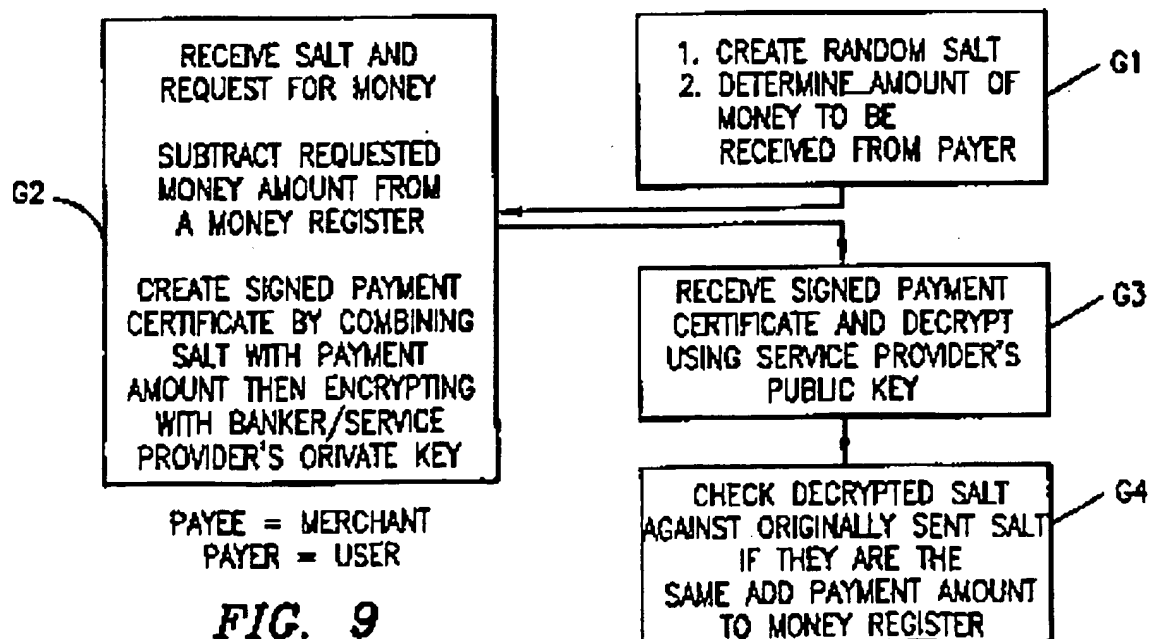 RECEIVE SALT AND
REQUEST FOR MONEY
SUBTRACT REQUESTED
MONEY AMOUNT FROM
A MONEY REGISTER
CREATE SIGNED PAYMENT
CERTIFICATE BY COMBINING
SALT WITH PAYMENT
AMOUNT THEN ENCRYPTING
WITH BANKER/SERVICE
PROVIDER'S ORIVATE KEY
G2
PAYEE = MERCHANT
PAYER = USER
FIG. 9
1. CREATE RANDOM SALT
2. DETERMINE AMOUNT OF
MONEY TO BE
RECEIVED FROM PAYER
G1
RECEIVE SIGNED PAYMENT
CERTIFICATE AND DECRYPT
USING SERVICE PROVIDER'S
PUBLIC KEY
G3
CHECK DECRYPTED SALT
AGAINST ORIGINALLY SENT SALT
IF THEY ARE THE
SAME ADD PAYMENT AMOUNT
TO MONEY REGISTER
G4